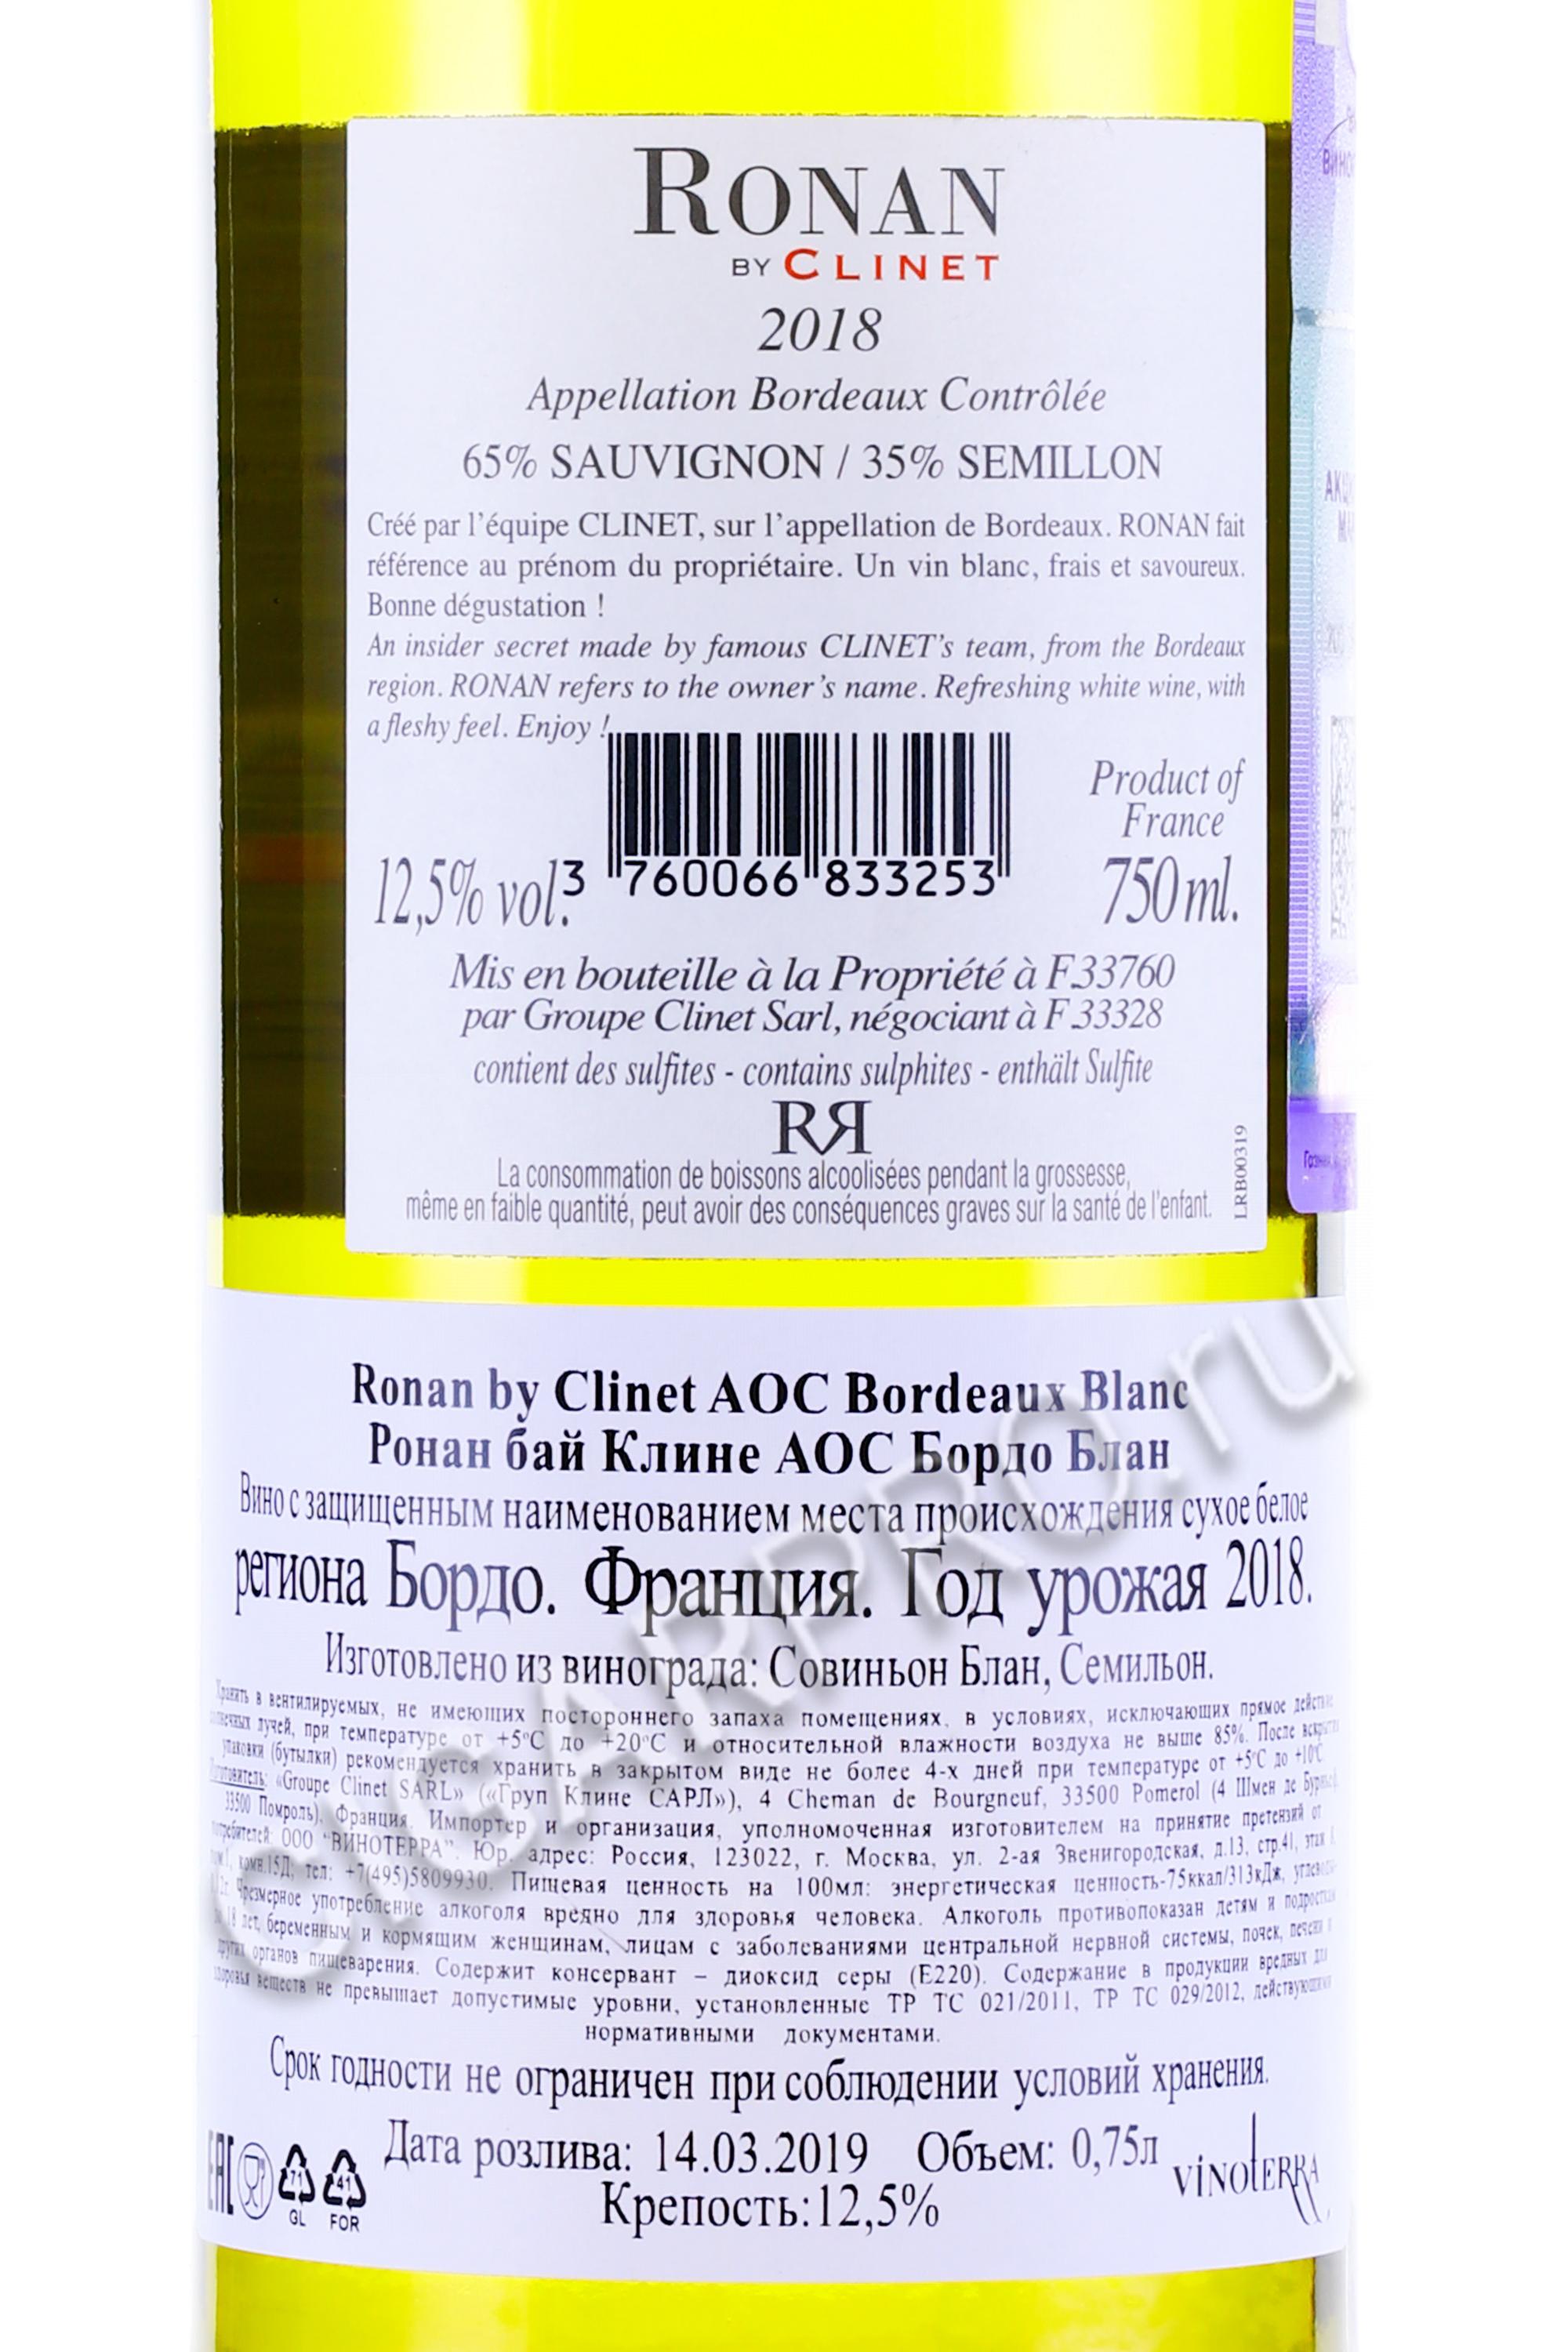 RONAN
BY CLINET
2018
Appellation Bordeaux Contrôlée
65% SAUVIGNON / 35% SEMILLON
Créé par l'équipe CLINET, sur l'appellation de Bordeaux. RONAN fait
référence au prénom du propriétaire. Un vin blanc, frais et savoureux.
Bonne dégustation !
An insider secret made by famous CLINET's team, from the Bordeaux
region. RONAN refers to the owner's name. Refreshing white wine, with
a fleshy feel. Enjoy !
Product of
France
12,5% vol.
3 760066 833253
750 ml.
Mis en bouteille à la Propriété à F.33760
par Groupe Clinet Sarl, négociant à F.33328
contient des sulfites - contains sulphites - enthält Sulfite
RR
La consommation de boissons alcoolisées pendant la grossesse,
même en faible quantité, peut avoir des conséquences graves sur la santé de l'enfant.
LRB00319
Ronan by Clinet AOC Bordeaux Blanc
Ронан бай Клине АОС Бордо Блан
Вино с защищенным наименованием места происхождения сухое белое
региона Бордо. Франция. Год урожая 2018.
Изготовлено из винограда: Совиньон Блан, Семильон.
Хранить в вентилируемых, не имеющих постороннего запаха помещениях, в условиях, исключающих прямое действие
солнечных лучей, при температуре от +5°C до +20°C и относительной влажности воздуха не выше 85%. После вскрытия
упаковки (бутылки) рекомендуется хранить в закрытом виде не более 4-х дней при температуре от +5°C до +10°C
Изготовитель: «Groupe Clinet SARL» («Груп Клине САРЛ»), 4 Cheman de Bourgneuf, 33500 Pomerol (4 Шмен де
33500 Помроль), Франция. Импортер и организация, уполномоченная изготовителем на принятие претензий от
потребителей: ООО "ВИНОТЕРРА". Юр. адрес: Россия, 123022, г. Москва, ул. 2-ая Звенигородская, д.13, стр.41, этаж
комн.15Д, тел: +7(495)5809930. Пищевая ценность на 100мл: энергетическая ценность-75ккал/313кДж,
Чрезмерное употребление алкоголя вредно для здоровья человека. Алкоголь противопоказан детям и подросткам
18 лет, беременным и кормящим женщинам, лицам с заболеваниями центральной нервной системы, почек, печени и
других органов пищеварения. Содержит консервант – диоксид серы (Е220). Содержание в продукции вредных для
здоровья веществ не превышает допустимые уровни, установленные ТР ТС 021/2011, ТР ТС 029/2012, действующими
нормативными документами.
Срок годности не ограничен при соблюдении условий хранения.
Дата розлива: 14.03.2019 Объем: 0,75л
Крепость:12,5%
EAC
71
GL
41
FOR
VINOTERRA
CIGARPRO.ru